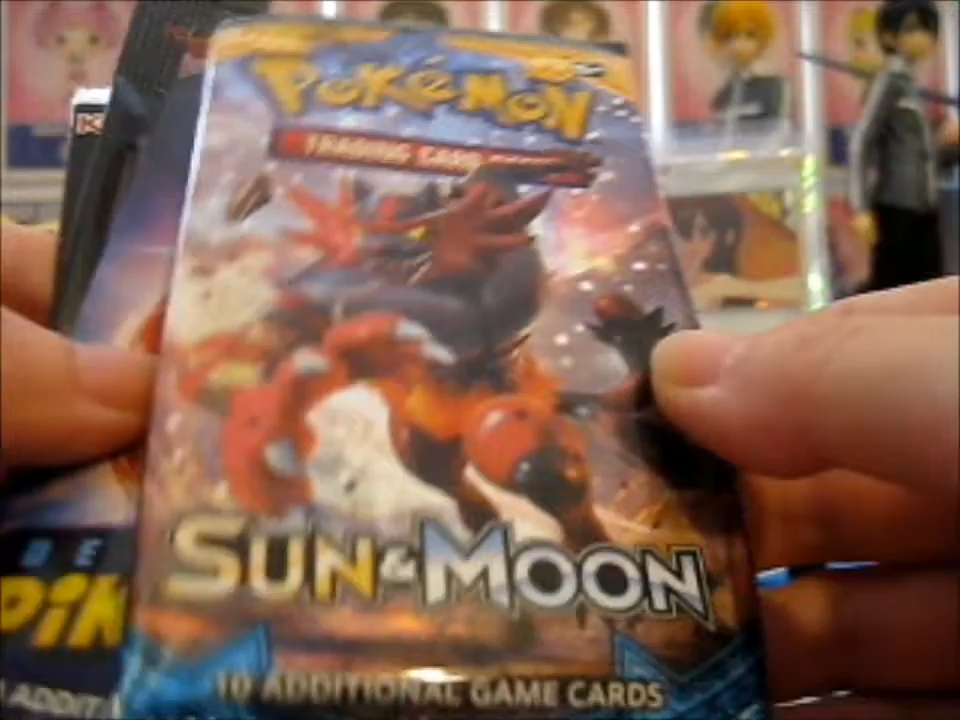 K
Pokémon
TRADING CARD
SUN & MOON
10 ADDITIONAL GAME CARDS